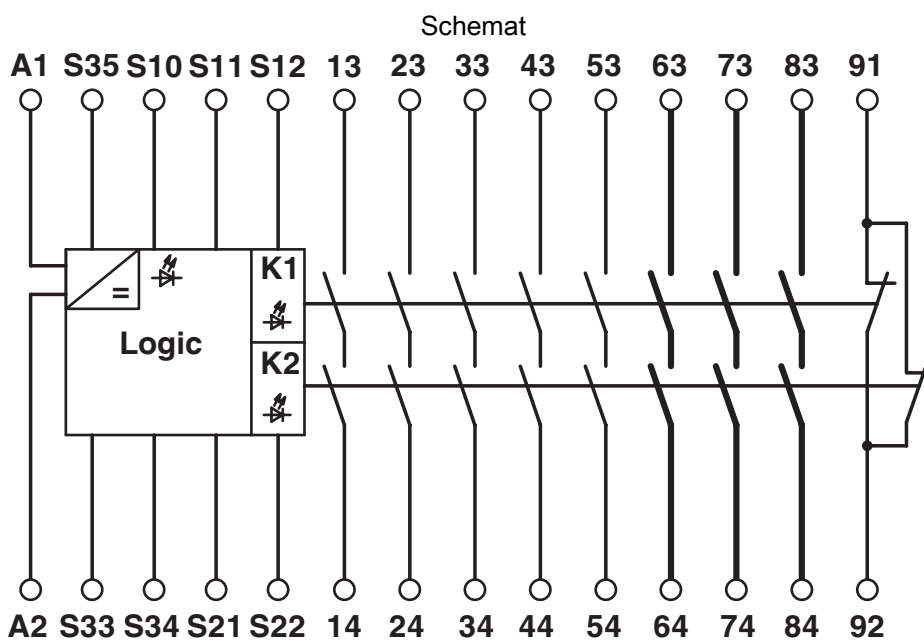 Schemat
A1 S35 S10 S11 S12 13 23 33 43 53 63 73 83 91
K1
=
Logic
K2
A2 S33 S34 S21 S22 14 24 34 44 54 64 74 84 92